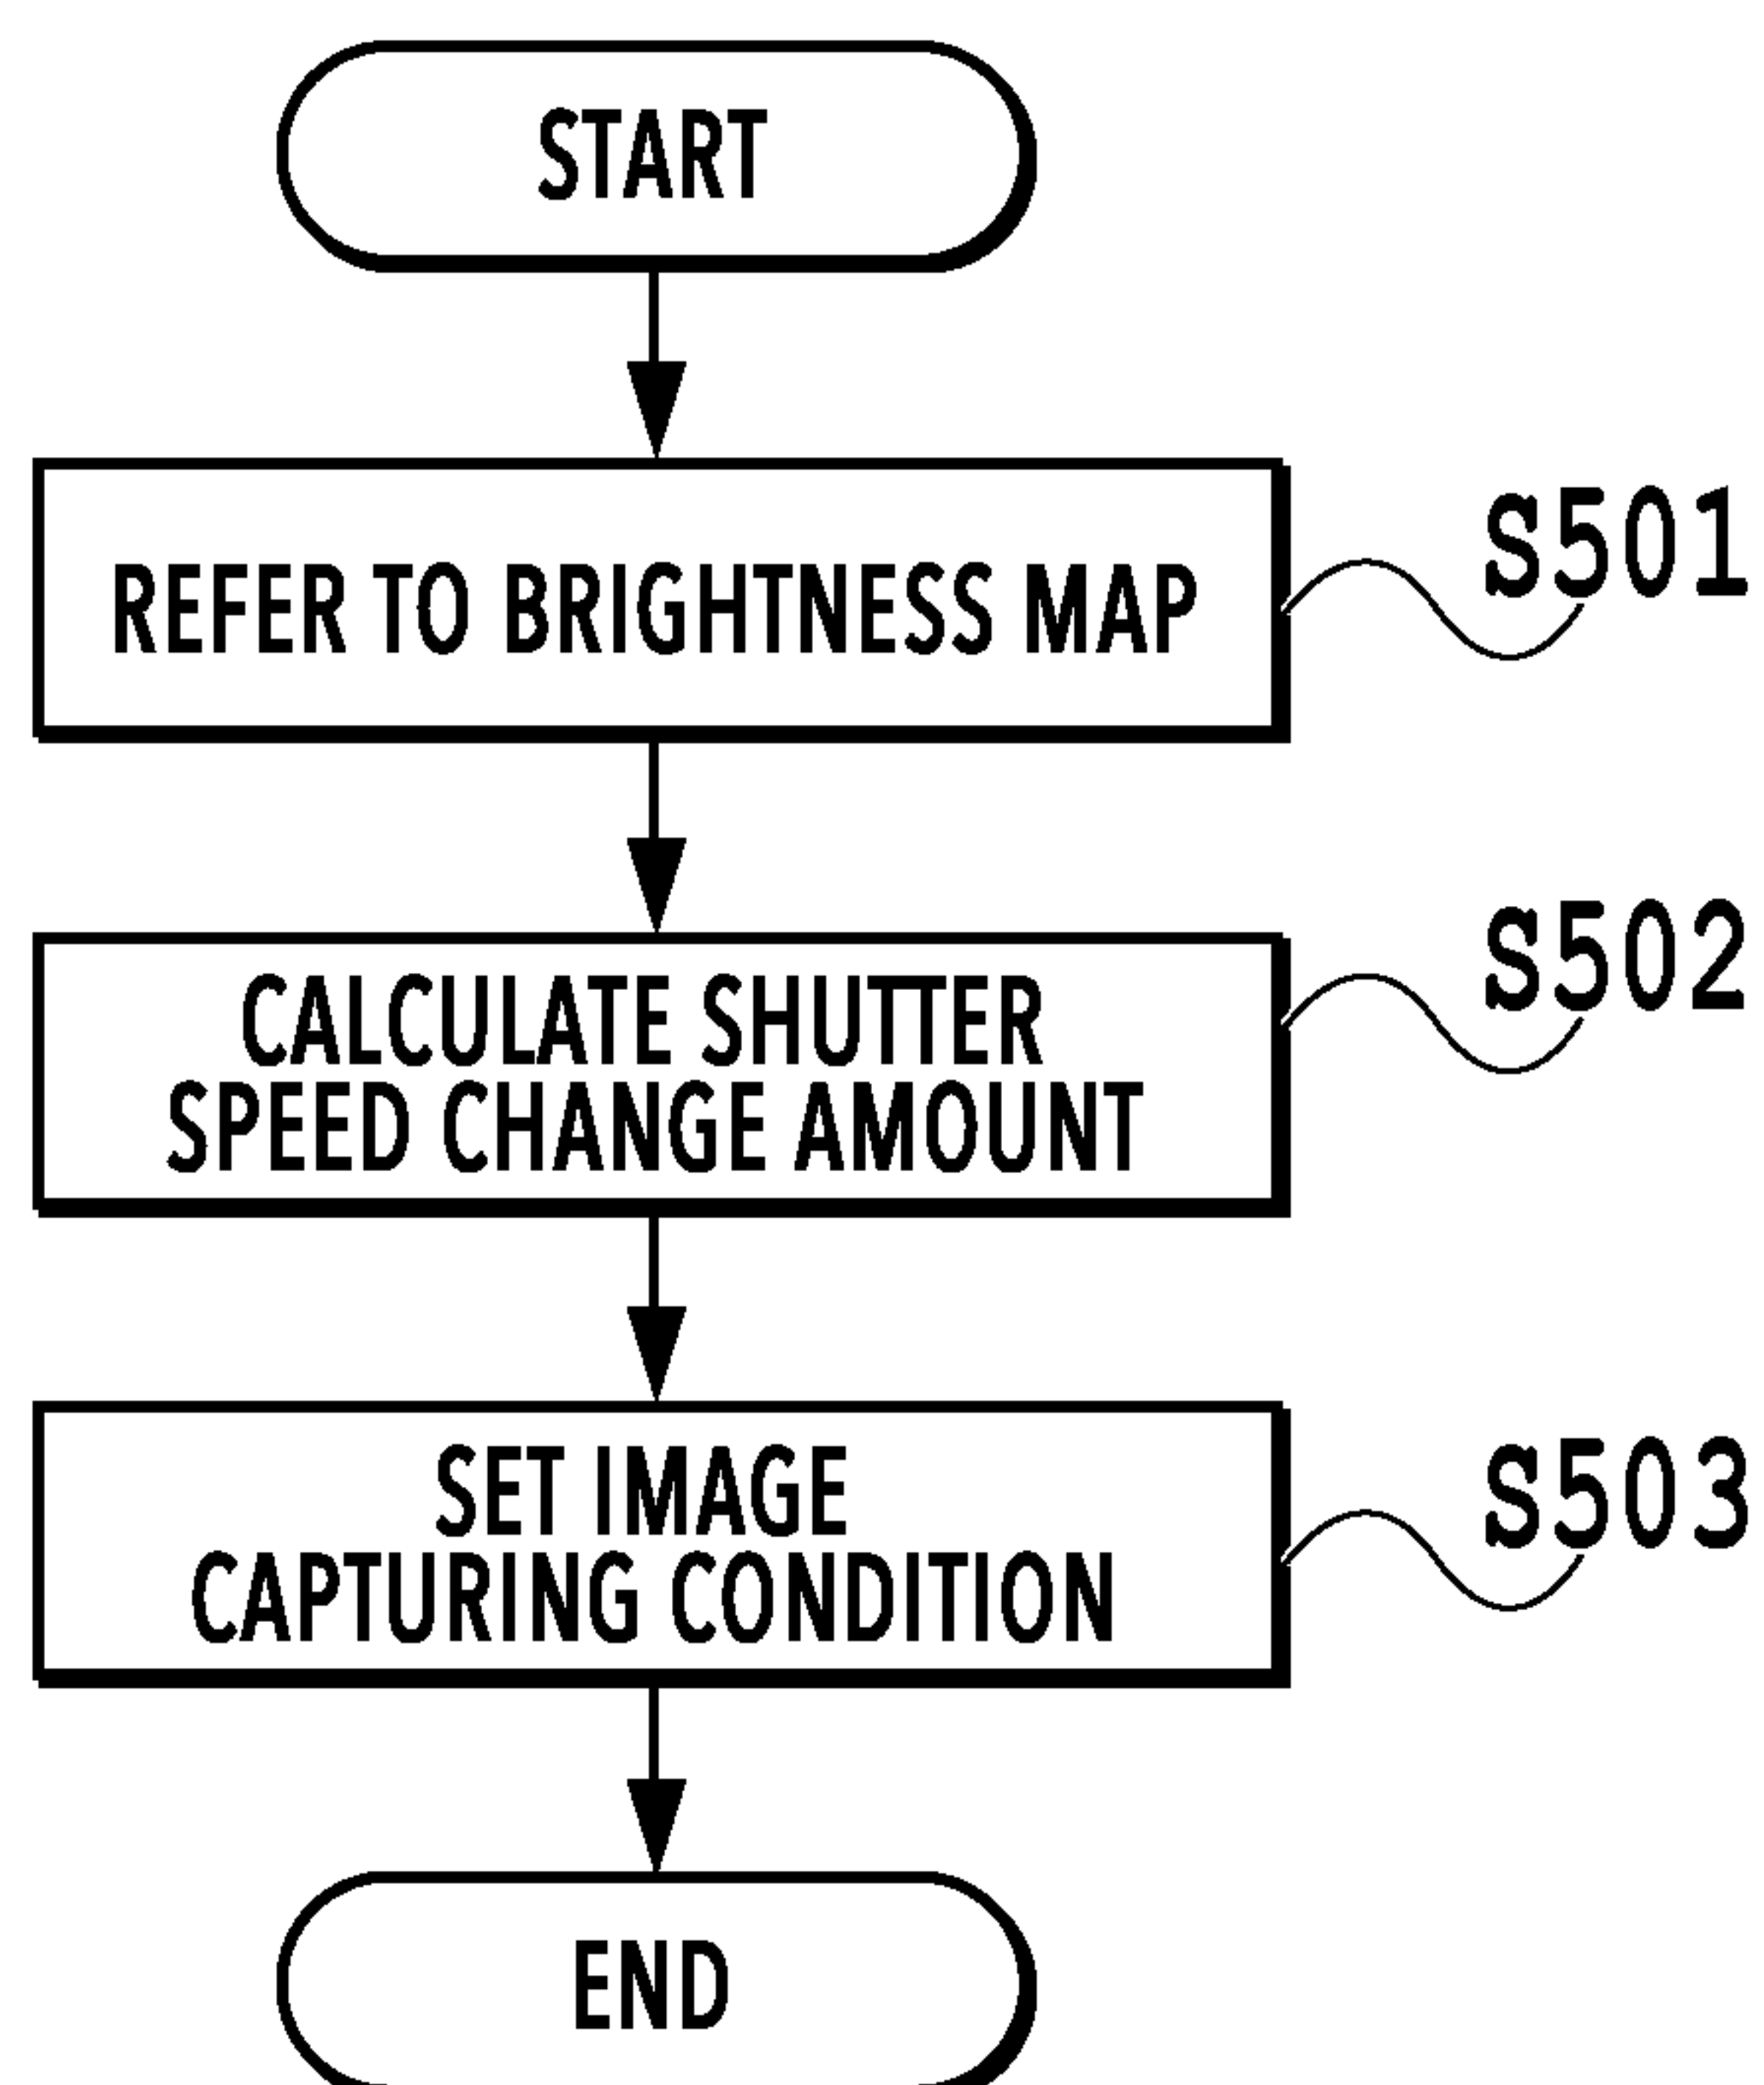 START
REFER TO BRIGHTNESS MAP
S501
CALCULATE SHUTTER
SPEED CHANGE AMOUNT
S502
SET IMAGE
CAPTURING CONDITION
S503
END